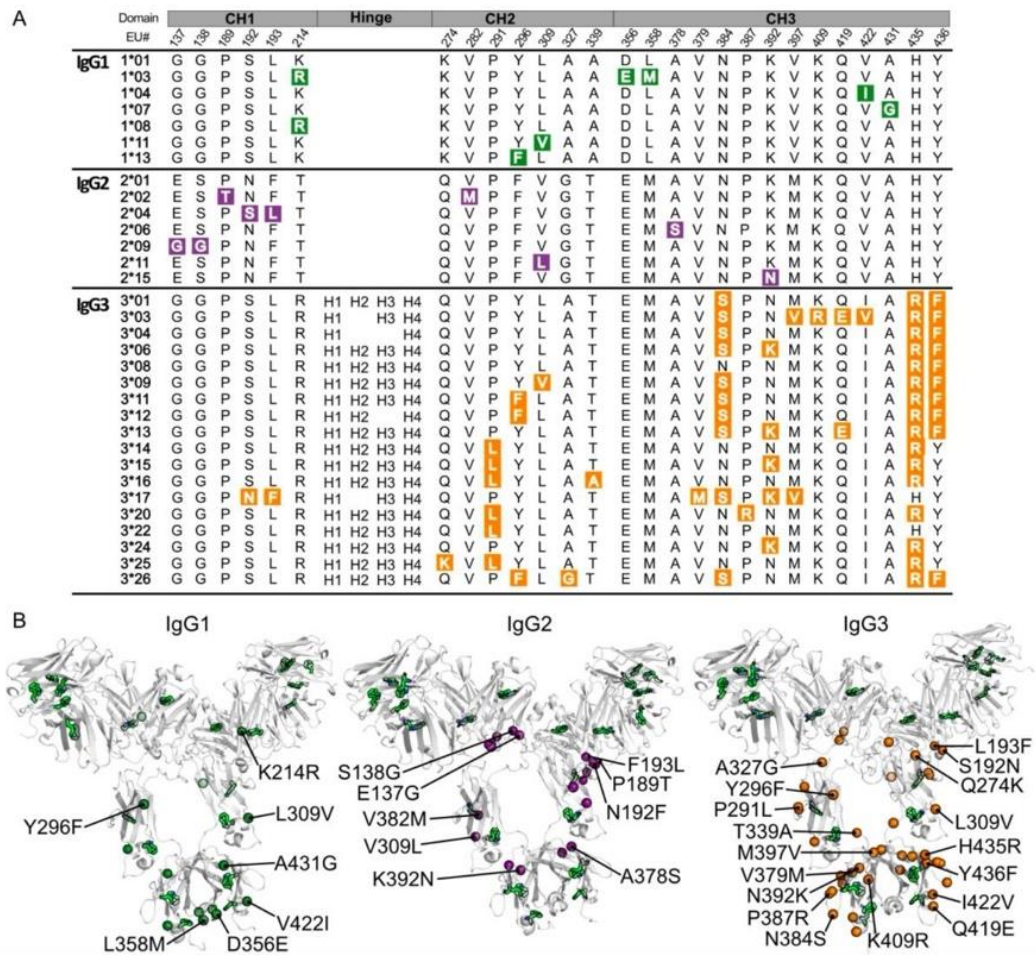 A
Domain CH1 Hinge CH2 CH3
EU# 137 138 189 192 193 214 274 282 291 296 309 327 339 356 358 378 379 384 387 392 397 409 419 422 431 435 436
IgG1 1*01 G G P S L K K V P Y L A A D L A V N P K V K Q V A H Y
1*03 G G P S L R K V P Y L A A E M A V N P K V K Q V A H Y
1*04 G G P S L K K V P Y L A A D L A V N P K V K Q I A H Y
1*07 G G P S L K K V P Y L A A D L A V N P K V K Q V G H Y
1*08 G G P S L R K V P Y L A A D L A V N P K V K Q V A H Y
1*11 G G P S L K K V P Y V A A D L A V N P K V K Q V A H Y
1*13 G G P S L K K V P F L A A D L A V N P K V K Q V A H Y
IgG2 2*01 E S P N F T Q V P F V G T E M A V N P K M K Q V A H Y
2*02 E S T N F T Q M P F V G T E M A V N P K M K Q V A H Y
2*04 E S P S L T Q V P F V G T E M A V N P K M K Q V A H Y
2*06 E S P N F T Q V P F V G T E M S V N P K M K Q V A H Y
2*09 G G P N F T Q V P F V G T E M A V N P K M K Q V A H Y
2*11 E S P N F T Q V P F L G T E M A V N P K M K Q V A H Y
2*15 E S P N F T Q V P F V G T E M A V N P N M K Q V A H Y
IgG3 3*01 G G P S L R H1 H2 H3 H4 Q V P Y L A T E M A V S P N M K Q I A R F
3*03 G G P S L R H1 H3 H4 Q V P Y L A T E M A V S P N V R E V A R F
3*04 G G P S L R H1 H4 Q V P Y L A T E M A V S P N M K Q I A R F
3*06 G G P S L R H1 H2 H3 H4 Q V P Y L A T E M A V S P K M K Q I A R F
3*08 G G P S L R H1 H2 H3 H4 Q V P Y L A T E M A V N P N M K Q I A R F
3*09 G G P S L R H1 H2 H3 H4 Q V P Y V A T E M A V S P N M K Q I A R F
3*11 G G P S L R H1 H2 H3 H4 Q V P F L A T E M A V S P N M K Q I A R F
3*12 G G P S L R H1 H2 H4 Q V P F L A T E M A V S P N M K Q I A R F
3*13 G G P S L R H1 H2 H3 H4 Q V P Y L A T E M A V S P K M K E I A R F
3*14 G G P S L R H1 H2 H3 H4 Q V L Y L A T E M A V N P N M K Q I A R Y
3*15 G G P S L R H1 H2 H3 H4 Q V L Y L A T E M A V N P K M K Q I A R Y
3*16 G G P S L R H1 H2 H3 H4 Q V L Y L A A E M A V N P N M K Q I A R Y
3*17 G G P N F R H1 H3 H4 Q V P Y L A T E M A M S P K V K Q I A H Y
3*20 G G P S L R H1 H2 H3 H4 Q V L Y L A T E M A V N R N M K Q I A R Y
3*22 G G P S L R H1 H2 H3 H4 Q V L Y L A T E M A V N P N M K Q I A H Y
3*24 G G P S L R H1 H2 H3 H4 Q V P Y L A T E M A V N P K M K Q I A R Y
3*25 G G P S L R H1 H2 H3 H4 K V L Y L A T E M A V N P N M K Q I A R Y
3*26 G G P S L R H1 H2 H3 H4 Q V P F L G T E M A V S P N M K Q I A R F
B
IgG1
K214R
Y296F
L309V
A431G
V422I
L358M
D356E
IgG2
S138G
E137G
F193L
P189T
N192F
V382M
V309L
K392N
A378S
IgG3
L193F
S192N
Q274K
A327G
Y296F
P291L
L309V
T339A
M397V
H435R
V379M
Y436F
N392K
I422V
P387R
Q419E
N384S
K409R